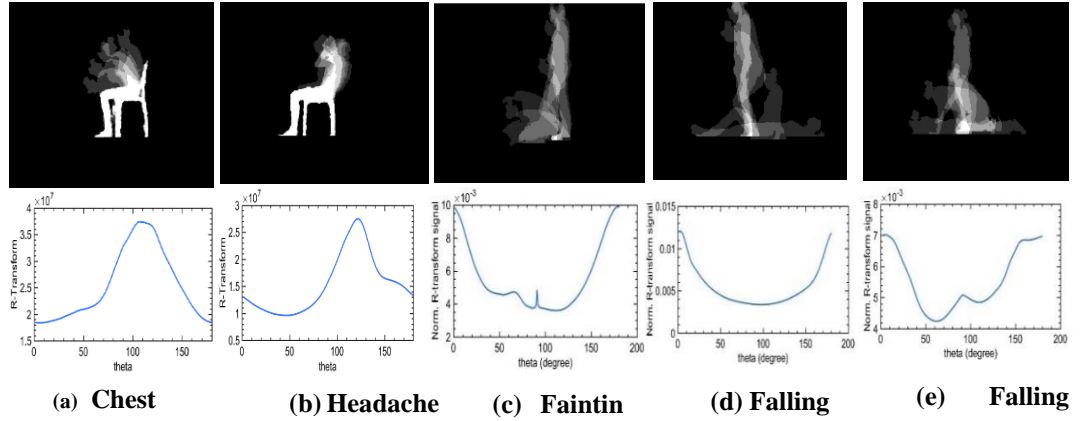 ×10⁷
4
3.5
3
2.5
2
1.5
0 50 100 150
R-Transform
theta
×10⁷
3
2.5
2
1.5
1
0.5
0 50 100 150
R-Transform
theta
×10⁻³
10
8
6
4
2
0 50 100 150 200
Norm. R-transform signal
theta (degree)
0.015
0.01
0.005
0
0 50 100 150 200
Norm. R-transform signal
theta (degree)
×10⁻³
8
7
6
5
4
0 50 100 150 200
Norm. R-transform signal
theta (degree)
(a) Chest (b) Headache (c) Faintin (d) Falling (e) Falling